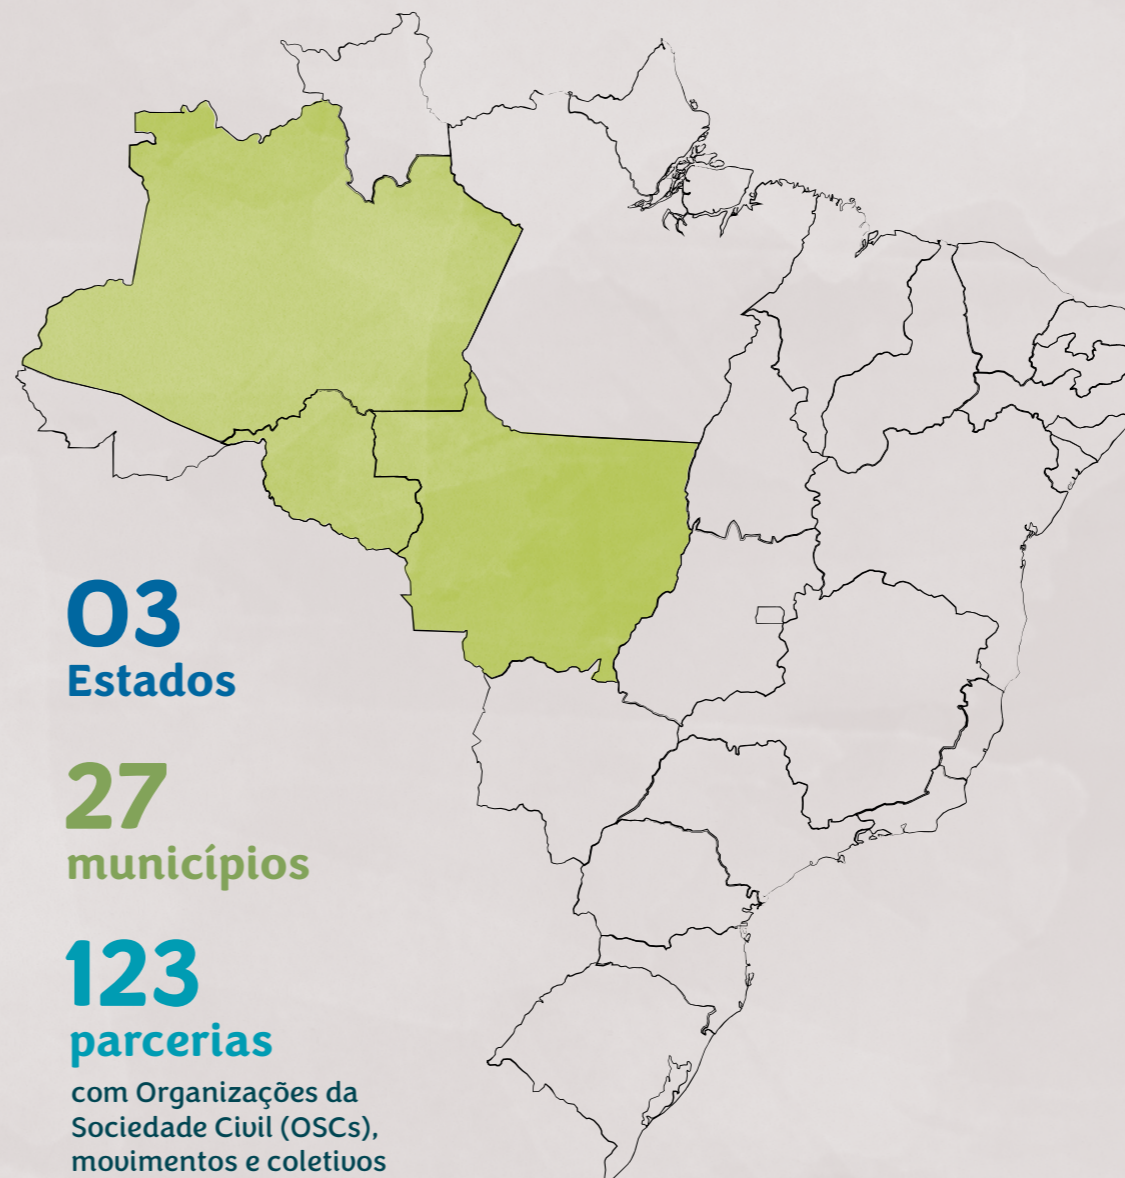 03
Estados
27
municípios
123
parcerias
com Organizações da
Sociedade Civil (OSCs),
movimentos e coletivos